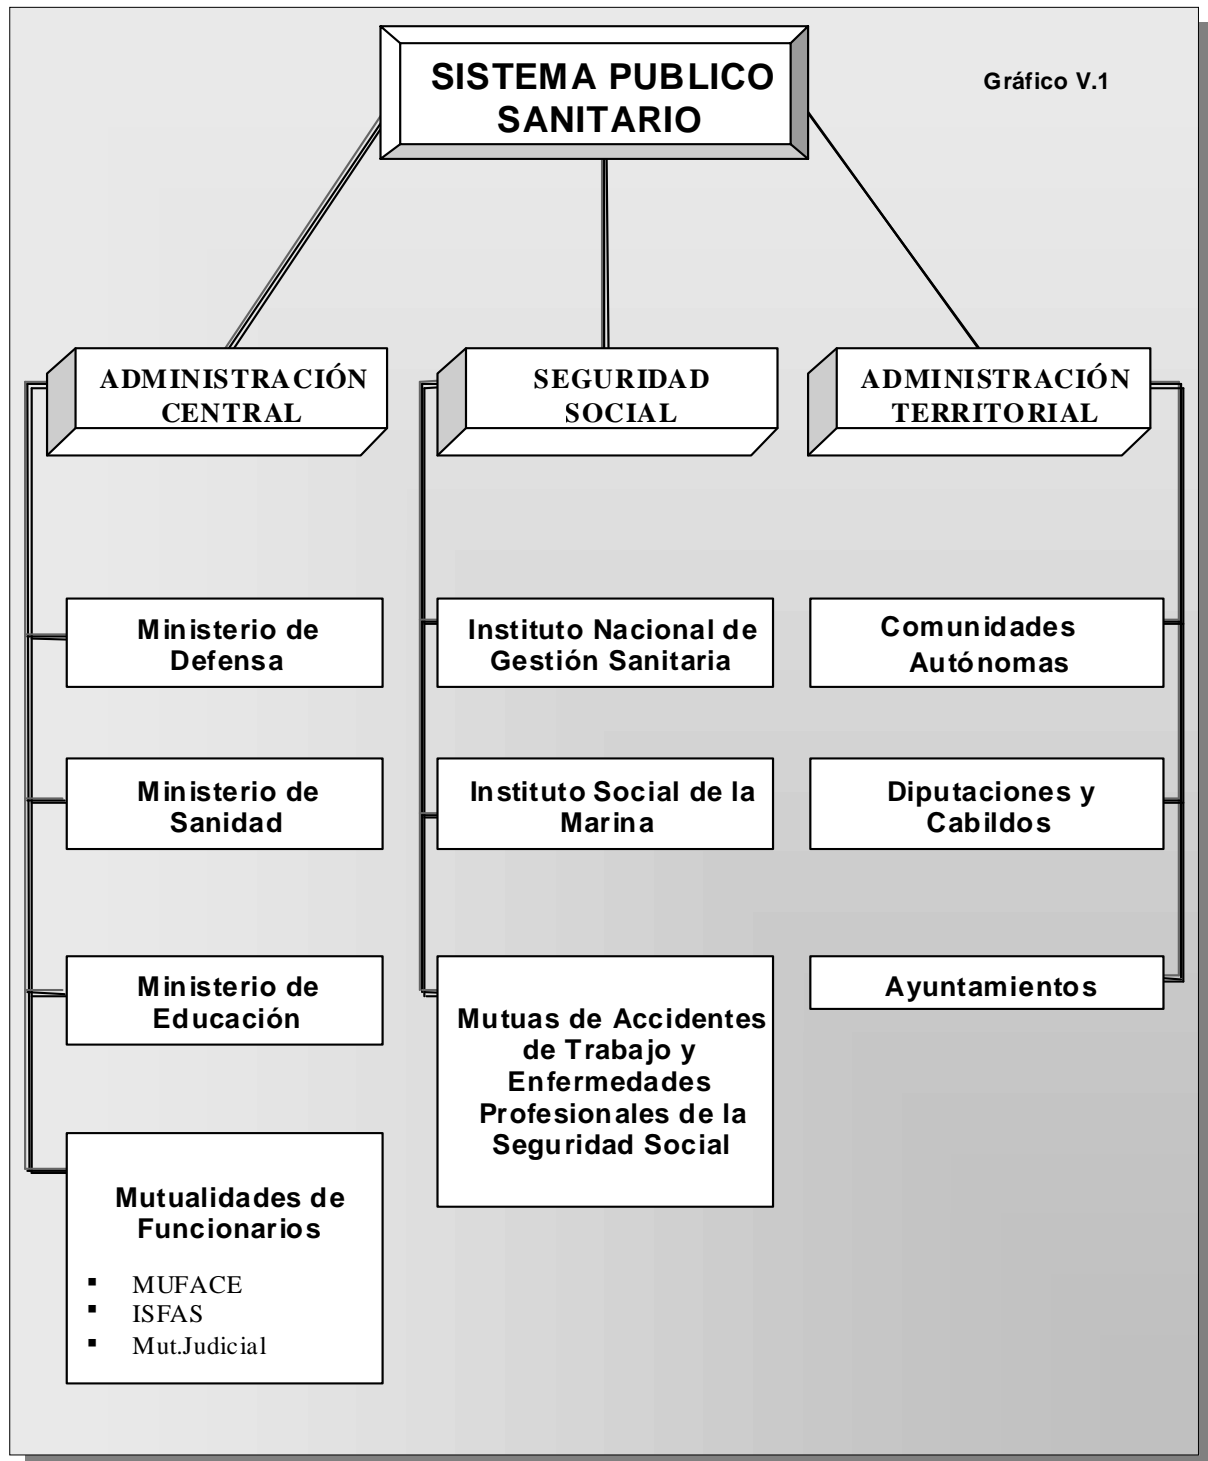 SISTEMA PUBLICO
SANITARIO
Gráfico V.1
ADMINISTRACIÓN
CENTRAL
SEGURIDAD
SOCIAL
ADMINISTRACIÓN
TERRITORIAL
Ministerio de
Defensa
Instituto Nacional de
Gestión Sanitaria
Comunidades
Autónomas
Ministerio de
Sanidad
Instituto Social de la
Marina
Diputaciones y
Cabildos
Ministerio de
Educación
Mutuas de Accidentes
de Trabajo y
Enfermedades
Profesionales de la
Seguridad Social
Ayuntamientos
Mutualidades de
Funcionarios
▪ MUFACE
▪ ISFAS
▪ Mut.Judicial